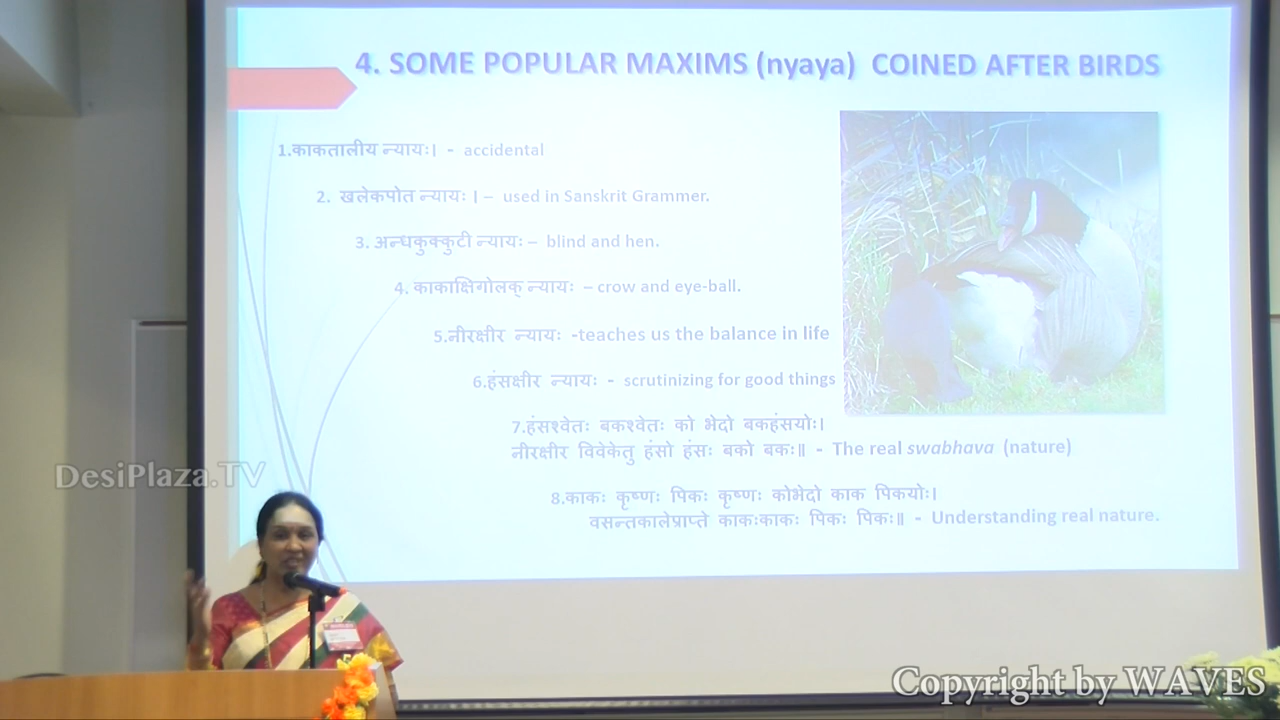 4. SOME POPULAR MAXIMS (nyaya) COINED AFTER BIRDS
1.काकतालीय न्यायः। - accidental
2. खलेकपोत न्यायः । – used in Sanskrit Grammer.
3. अन्धकुक्कुटी न्यायः – blind and hen.
4. काकाक्षिगोलक् न्यायः – crow and eye-ball.
5.नीरक्षीर न्यायः -teaches us the balance in life
6.हंसक्षीर न्यायः - scrutinizing for good things
7.हंसश्वेतः बकश्वेतः को भेदो बकहंसयोः।
नीरक्षीर विवेकेतु हंसो हंसः बको बकः॥ - The real swabhava (nature)
8.काकः कृष्णः पिकः कृष्णः कोभेदो काक पिकयोः।
वसन्तकालेप्राप्ते काकःकाकः पिकः पिकः॥ - Understanding real nature.
DesiPlaza.TV
Copyright by WAVES